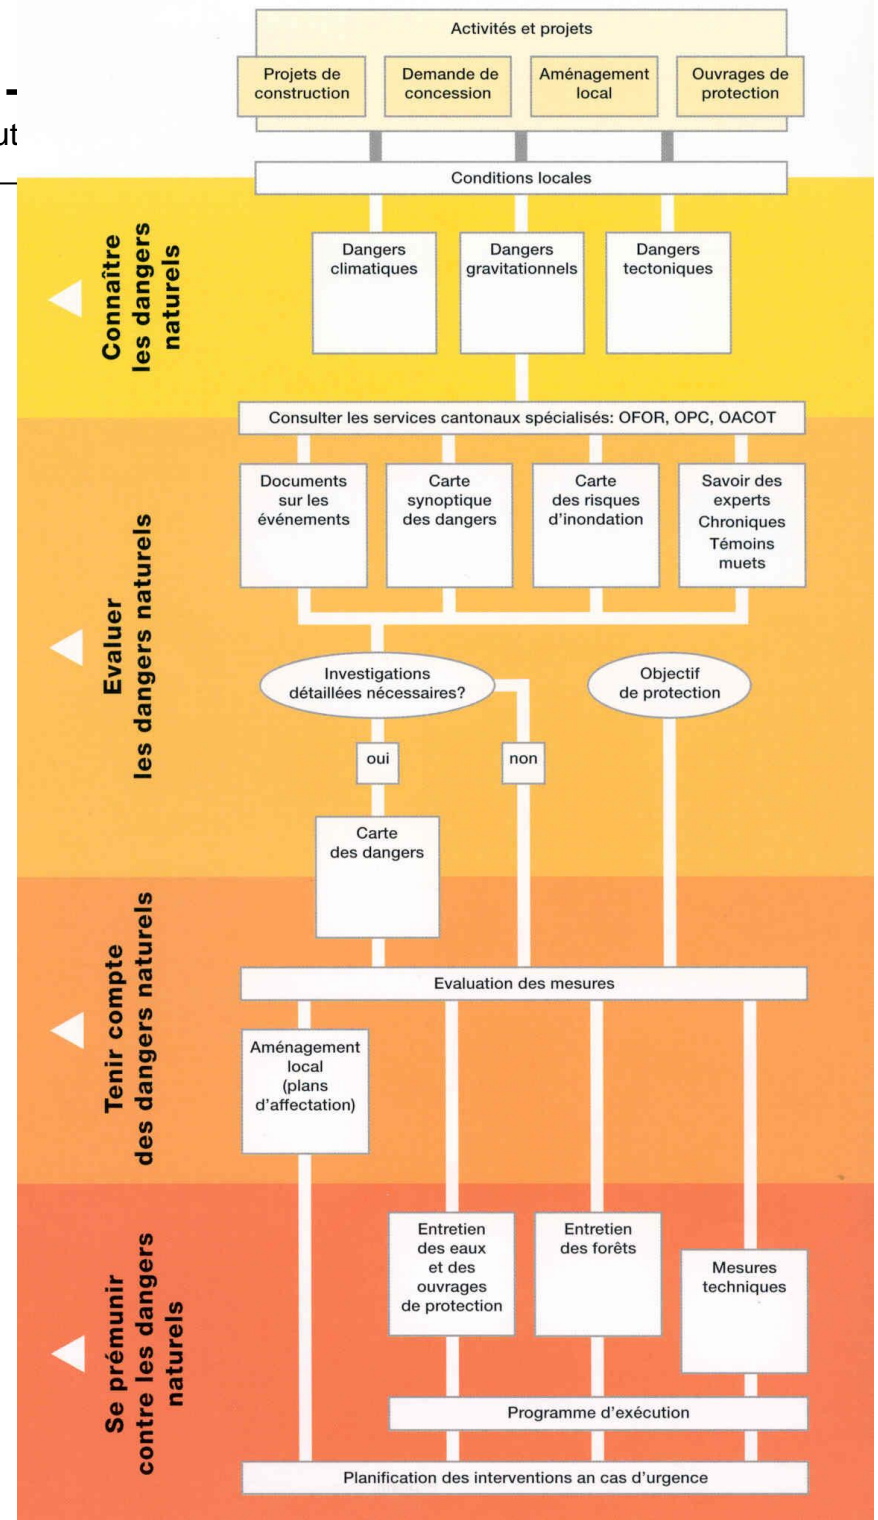 -
ut
Activités et projets
Projets de
construction
Demande de
concession
Aménagement
local
Ouvrages de
protection
Conditions locales
Connaître
les dangers
naturels
Dangers
climatiques
Dangers
gravitationnels
Dangers
tectoniques
Consulter les services cantonaux spécialisés: OFOR, OPC, OACOT
Evaluer
les dangers naturels
Documents
sur les
événements
Carte
synoptique
des dangers
Carte
des risques
d'inondation
Savoir des
experts
Chroniques
Témoins
muets
Investigations
détaillées nécessaires?
Objectif
de protection
oui
non
Carte
des dangers
Tenir compte
des dangers naturels
Evaluation des mesures
Aménagement
local
(plans
d'affectation)
Se prémunir
contre les dangers
naturels
Entretien
des eaux
et des
ouvrages
de protection
Entretien
des forêts
Mesures
techniques
Programme d'exécution
Planification des interventions an cas d'urgence